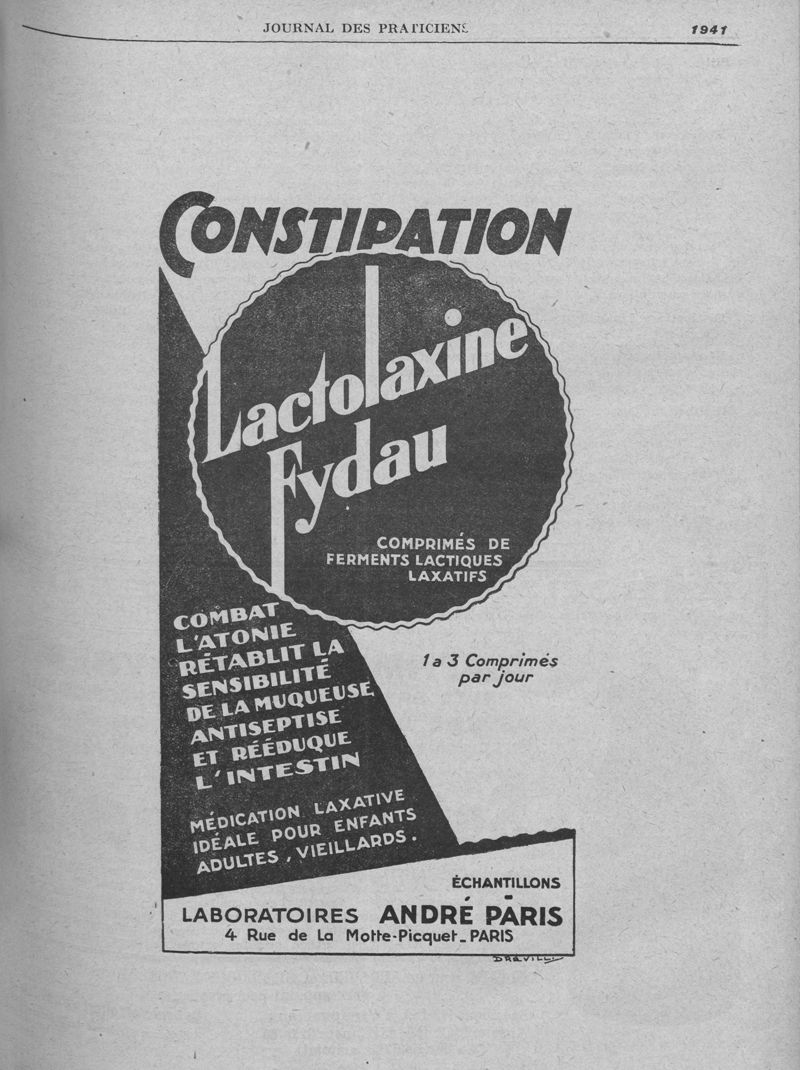 JOURNAL DES PRATICIENS
1941
CONSTIPATION
Lactolaxine
Fydau
COMPRIMÉS DE
FERMENTS LACTIQUES
LAXATIFS
COMBAT
L'ATONIE
RÉTABLIT LA
SENSIBILITÉ
DE LA MUQUEUSE
ANTISEPTISE
ET RÉÉDUQUE
L'INTESTIN
1 a 3 Comprimés
par jour
MÉDICATION LAXATIVE
IDÉALE POUR ENFANTS
ADULTES, VIEILLARDS.
ÉCHANTILLONS
LABORATOIRES ANDRÉ PÀRIS
4 Rue de La Motte-Picquet_PARIS